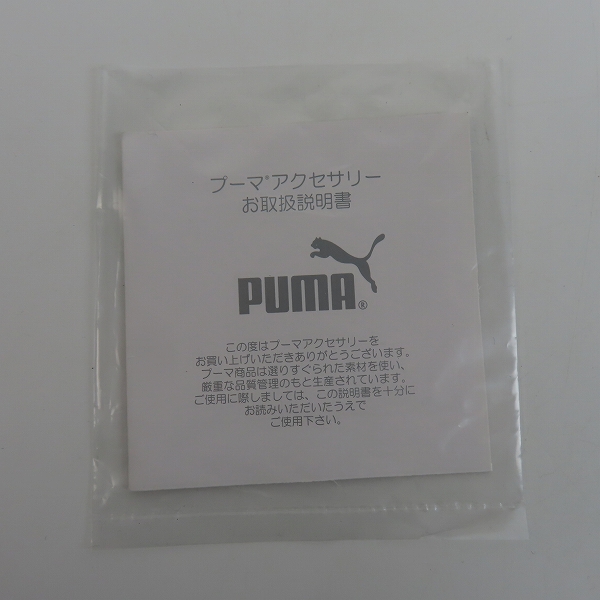 プーマ®アクセサリー
お取扱説明書
PUMA®
この度はプーマアクセサリーを
お買い上げいただきありがとうございます。
プーマ商品は選りすぐられた素材を使い、
厳重な品質管理のもと生産されています。
ご使用に際しましては、この説明書を十分に
お読みいただいたうえで
ご使用下さい。